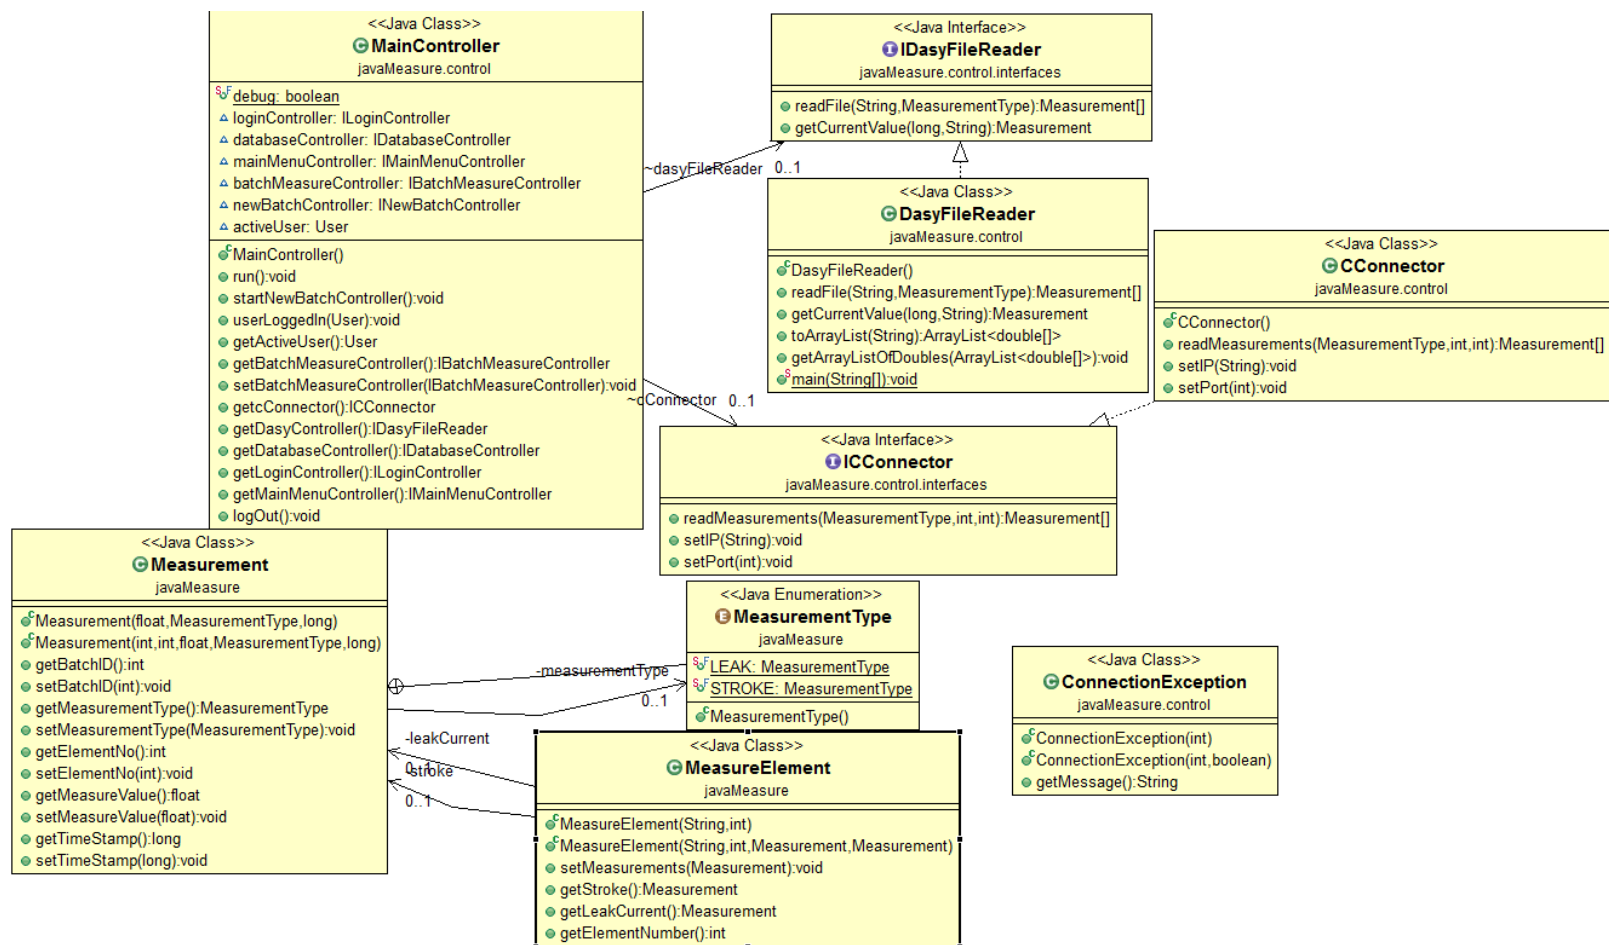 <<Java Class>>
MainController
javaMeasure.control
debug: boolean
loginController: ILoginController
databaseController: IDatabaseController
mainMenuController: IMainMenuController
batchMeasureController: IBatchMeasureController
newBatchController: INewBatchController
activeUser: User
MainController()
run():void
startNewBatchController():void
userLoggedIn(User):void
getActiveUser():User
getBatchMeasureController():IBatchMeasureController
setBatchMeasureController(IBatchMeasureController):void
getcConnector():ICConnector
getDasyController():IDasyFileReader
getDatabaseController():IDatabaseController
getLoginController():ILoginController
getMainMenuController():IMainMenuController
logOut():void
~dasyFileReader
0..1
<<Java Interface>>
IDasyFileReader
javaMeasure.control.interfaces
readFile(String,MeasurementType):Measurement[]
getCurrentValue(long,String):Measurement
<<Java Class>>
DasyFileReader
javaMeasure.control
DasyFileReader()
readFile(String,MeasurementType):Measurement[]
getCurrentValue(long,String):Measurement
toArrayList(String):ArrayList<double[]>
getArrayListOfDoubles(ArrayList<double[]>):void
main(String[]):void
<<Java Class>>
CConnector
javaMeasure.control
CConnector()
readMeasurements(MeasurementType,int,int):Measurement[]
setIP(String):void
setPort(int):void
~cConnector
0..1
<<Java Interface>>
ICConnector
javaMeasure.control.interfaces
readMeasurements(MeasurementType,int,int):Measurement[]
setIP(String):void
setPort(int):void
<<Java Class>>
Measurement
javaMeasure
Measurement(float,MeasurementType,long)
Measurement(int,int,float,MeasurementType,long)
getBatchID():int
setBatchID(int):void
getMeasurementType():MeasurementType
setMeasurementType(MeasurementType):void
getElementNo():int
setElementNo(int):void
getMeasureValue():float
setMeasureValue(float):void
getTimeStamp():long
setTimeStamp(long):void
-measurementType
0..1
<<Java Enumeration>>
MeasurementType
javaMeasure
LEAK: MeasurementType
STROKE: MeasurementType
MeasurementType()
-leakCurrent
0..1
-stroke
0..1
<<Java Class>>
MeasureElement
javaMeasure
MeasureElement(String,int)
MeasureElement(String,int,Measurement,Measurement)
setMeasurements(Measurement):void
getStroke():Measurement
getLeakCurrent():Measurement
getElementNumber():int
<<Java Class>>
ConnectionException
javaMeasure.control
ConnectionException(int)
ConnectionException(int,boolean)
getMessage():String